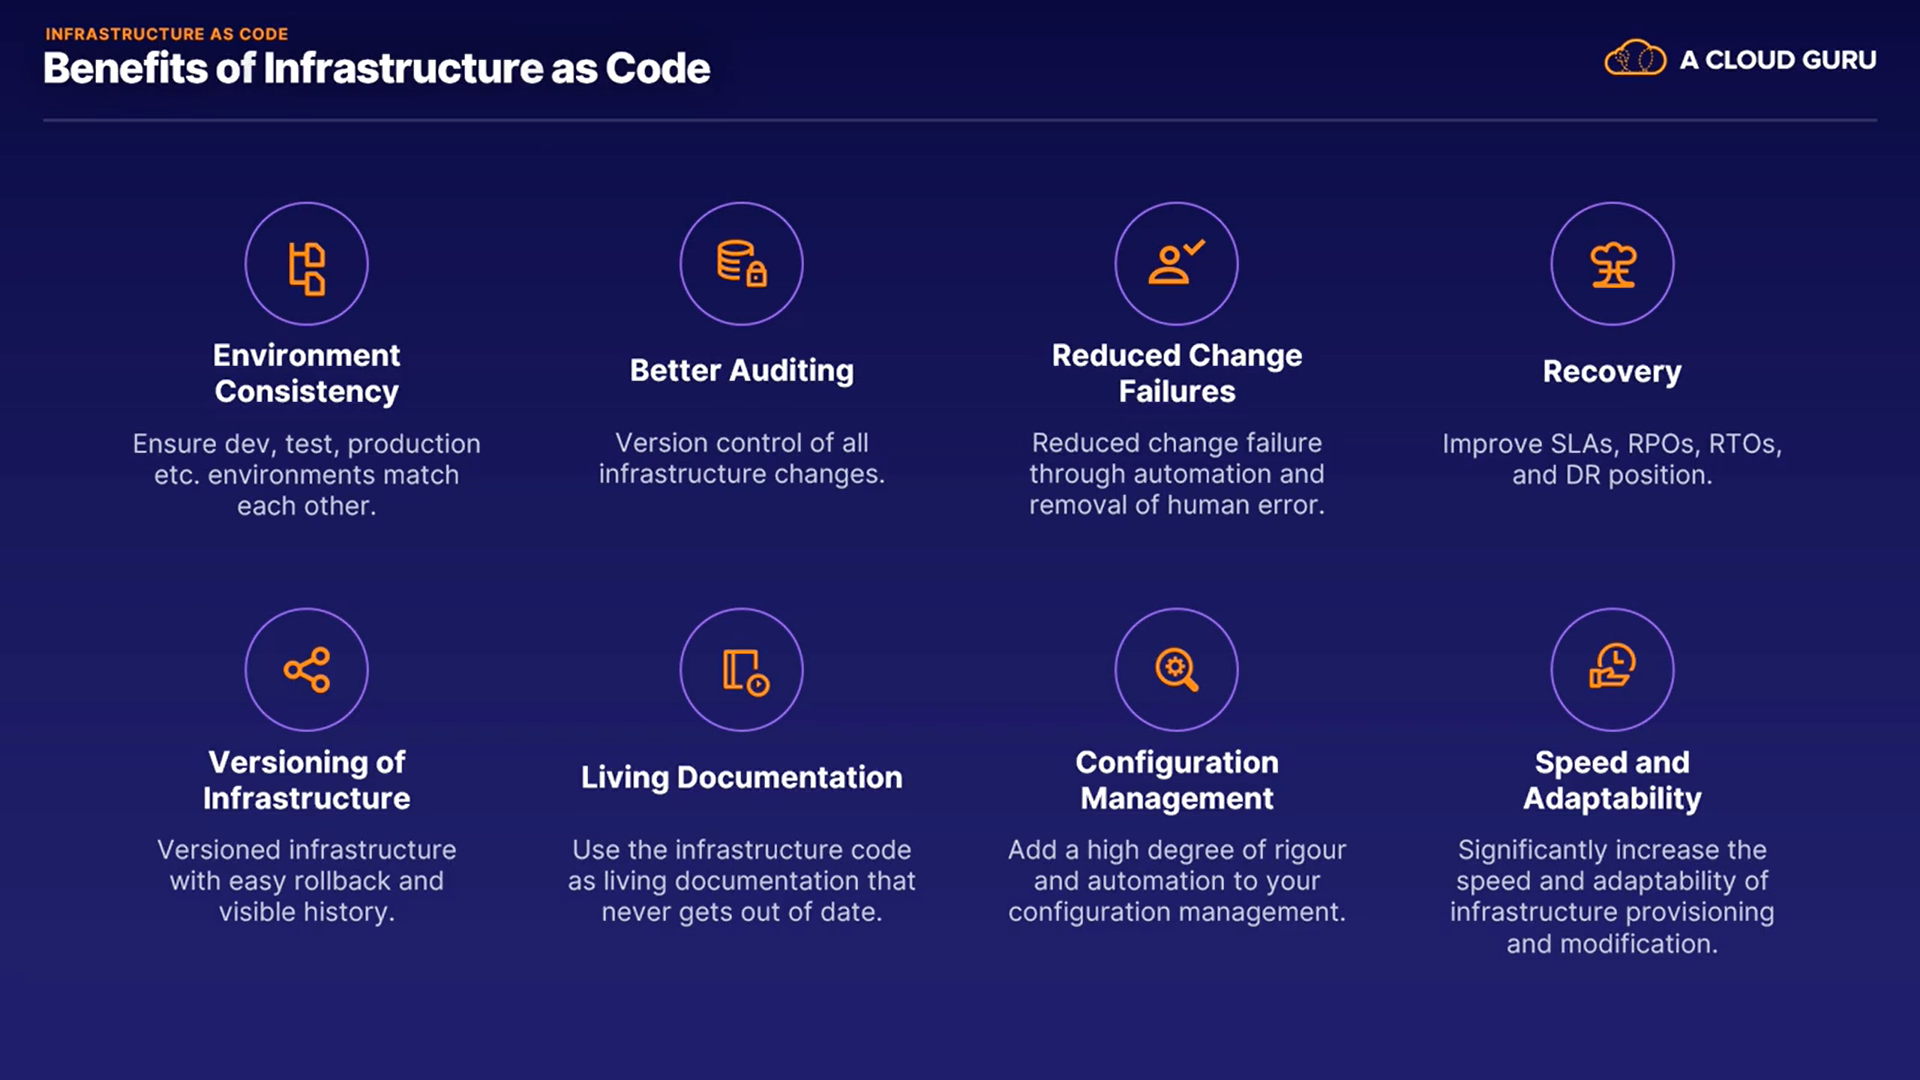 INFRASTRUCTURE AS CODE
Benefits of Infrastructure as Code
A CLOUD GURU
Environment
Consistency
Ensure dev, test, production
etc. environments match
each other.
Better Auditing
Version control of all
infrastructure changes.
Reduced Change
Failures
Reduced change failure
through automation and
removal of human error.
Recovery
Improve SLAs, RPOs, RTOs,
and DR position.
Versioning of
Infrastructure
Versioned infrastructure
with easy rollback and
visible history.
Living Documentation
Use the infrastructure code
as living documentation that
never gets out of date.
Configuration
Management
Add a high degree of rigour
and automation to your
configuration management.
Speed and
Adaptability
Significantly increase the
speed and adaptability of
infrastructure provisioning
and modification.